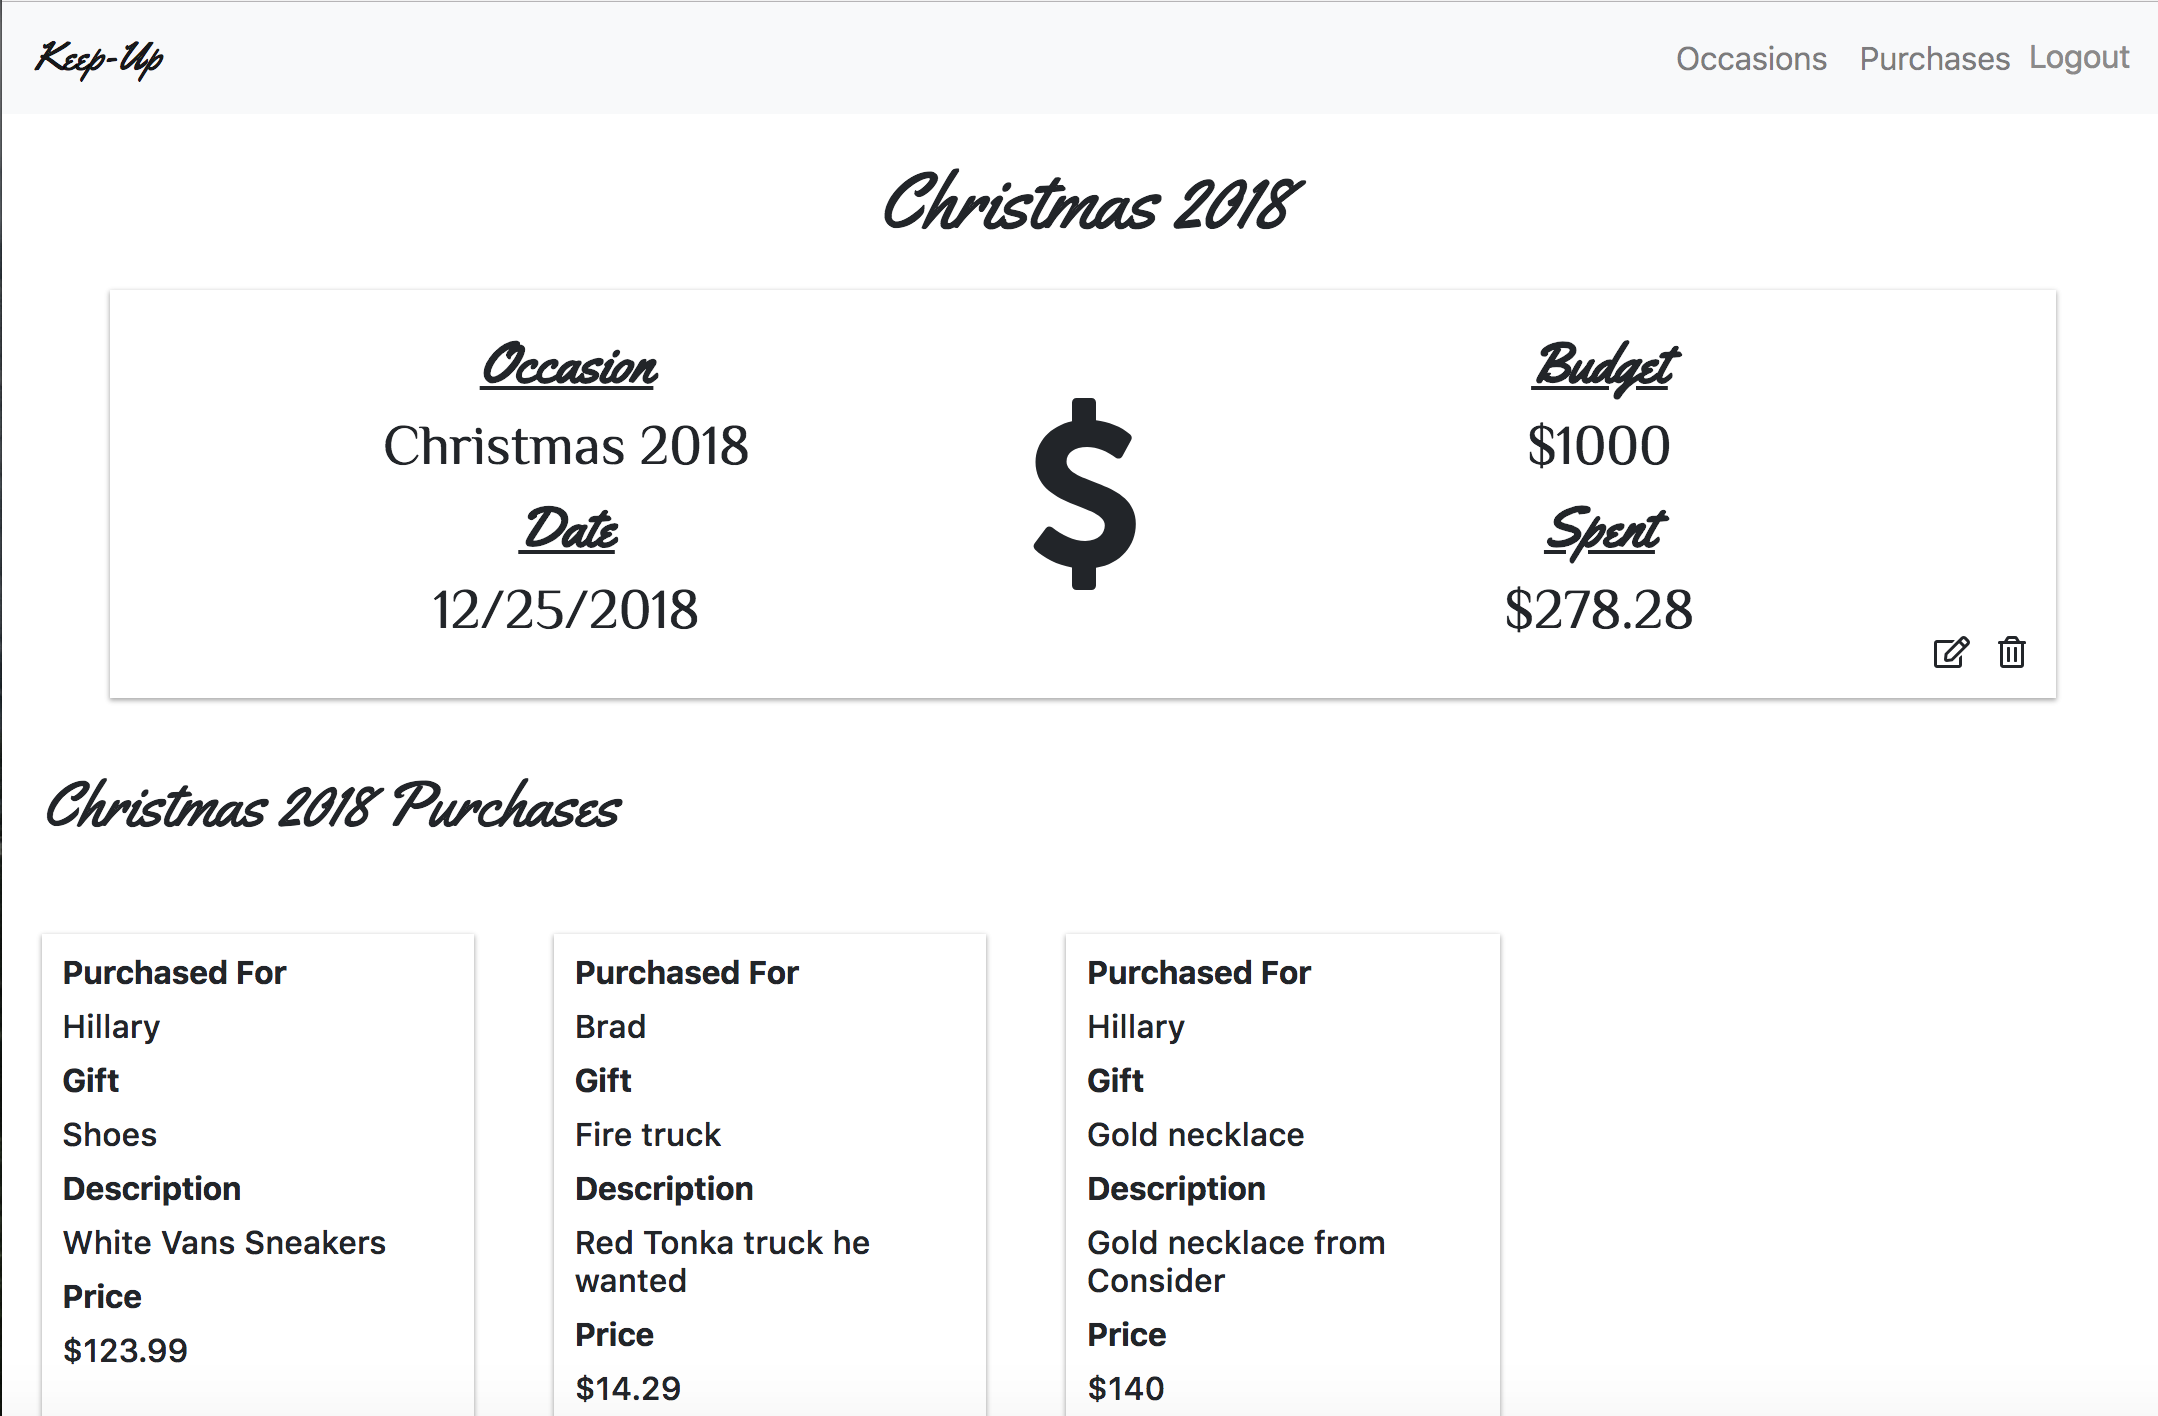 Keep-Up
Occasions Purchases Logout
Christmas 2018
Occasion
Christmas 2018
Date
12/25/2018
$
Budget
$1000
Spent
$278.28
Christmas 2018 Purchases
Purchased For
Hillary
Gift
Shoes
Description
White Vans Sneakers
Price
$123.99
Purchased For
Brad
Gift
Fire truck
Description
Red Tonka truck he
wanted
Price
$14.29
Purchased For
Hillary
Gift
Gold necklace
Description
Gold necklace from
Consider
Price
$140